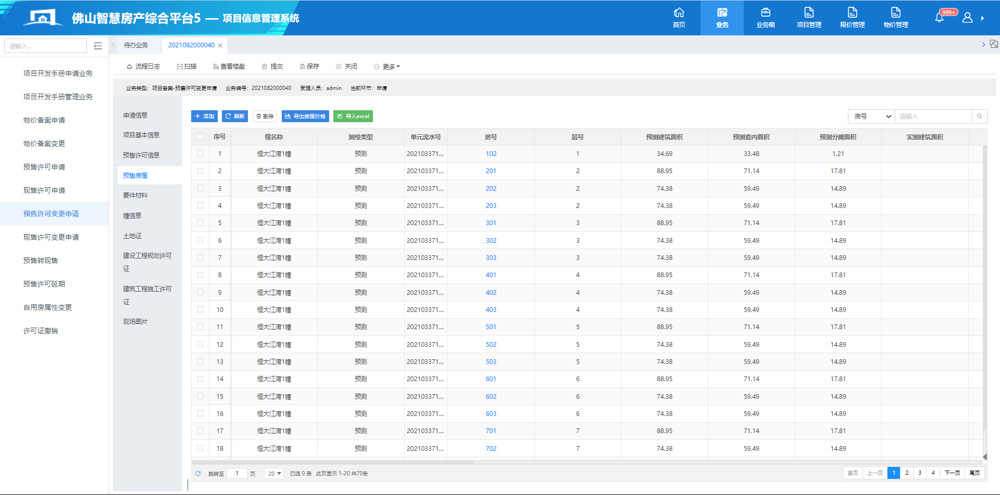 佛山智慧房产综合平台5 — 项目信息管理系统
首页 业务 业务箱 项目管理 限价管理 物价管理 999+
请输入...
待办业务 2021082000040
流程日志 扫描 查看楼盘 提交 保存 关闭 更多
业务类型：项目备案-预售许可变更申请 业务编号：2021082000040 受理人员：admin 当前环节：申请
项目开发手册申请业务
项目开发手册管理业务
物价备案申请
物价备案变更
预售许可申请
现售许可申请
预售许可变更申请
现售许可变更申请
预售转现售
预售许可延期
自用房属性变更
许可证撤销
申请信息
项目基本信息
预售许可信息
预售房屋
要件材料
幢信息
土地证
建设工程规划许可
证
建筑工程施工许可
证
现场图片
添加 刷新 删除 导出房屋价格 导入excel
房号 请输入
序号 幢名称 测绘类型 单元流水号 房号 层号 预测建筑面积 预测套内面积 预测分摊面积 实测建筑面积
1 恒大江湾1幢 预测 202103371... 102 1 34.69 33.48 1.21
2 恒大江湾1幢 预测 202103371... 201 2 88.95 71.14 17.81
3 恒大江湾1幢 预测 202103371... 202 2 74.38 59.49 14.89
4 恒大江湾1幢 预测 202103371... 203 2 74.38 59.49 14.89
5 恒大江湾1幢 预测 202103371... 301 3 88.95 71.14 17.81
6 恒大江湾1幢 预测 202103371... 302 3 74.38 59.49 14.89
7 恒大江湾1幢 预测 202103371... 303 3 74.38 59.49 14.89
8 恒大江湾1幢 预测 202103371... 401 4 88.95 71.14 17.81
9 恒大江湾1幢 预测 202103371... 402 4 74.38 59.49 14.89
10 恒大江湾1幢 预测 202103371... 403 4 74.38 59.49 14.89
11 恒大江湾1幢 预测 202103371... 501 5 88.95 71.14 17.81
12 恒大江湾1幢 预测 202103371... 502 5 74.38 59.49 14.89
13 恒大江湾1幢 预测 202103371... 503 5 74.38 59.49 14.89
14 恒大江湾1幢 预测 202103371... 601 6 88.95 71.14 17.81
15 恒大江湾1幢 预测 202103371... 602 6 74.38 59.49 14.89
16 恒大江湾1幢 预测 202103371... 603 6 74.38 59.49 14.89
17 恒大江湾1幢 预测 202103371... 701 7 88.95 71.14 17.81
18 恒大江湾1幢 预测 202103371... 702 7 74.38 59.49 14.89
跳转至 1 页 20 已选 0 条 此页显示 1-20 共70条
首页 上一页 1 2 3 4 下一页 尾页